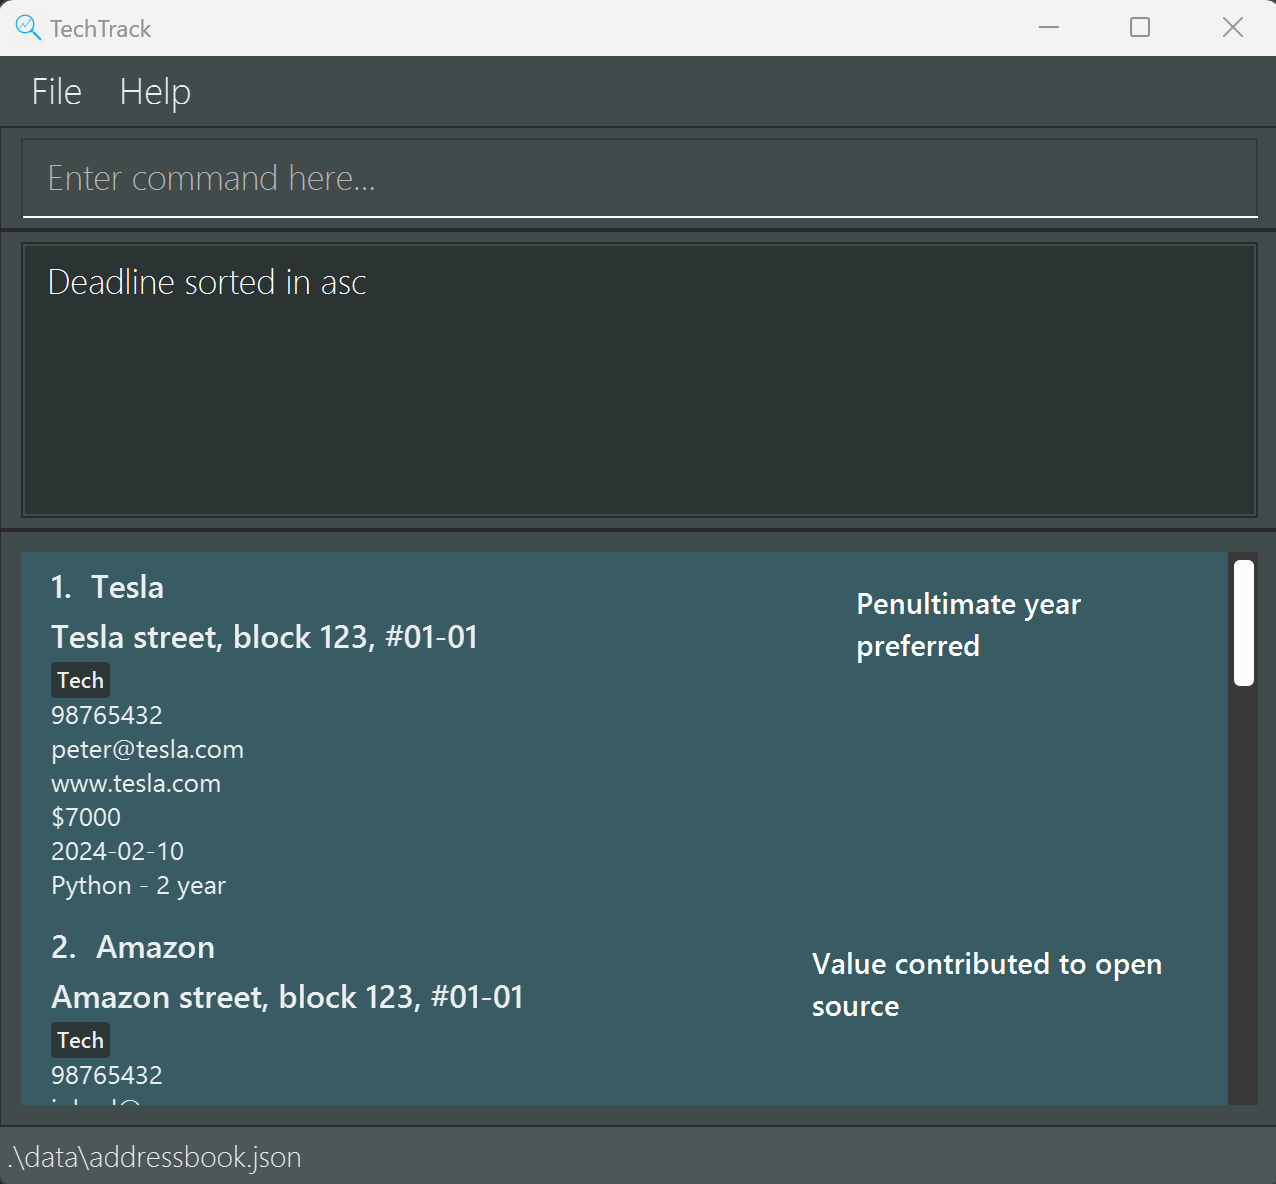 TechTrack
File Help
Enter command here...
Deadline sorted in asc
1. Tesla
Tesla street, block 123, #01-01
Tech
98765432
peter@tesla.com
www.tesla.com
$7000
2024-02-10
Python - 2 year
Penultimate year
preferred
2. Amazon
Amazon street, block 123, #01-01
Tech
98765432
Value contributed to open
source
.\data\addressbook.json